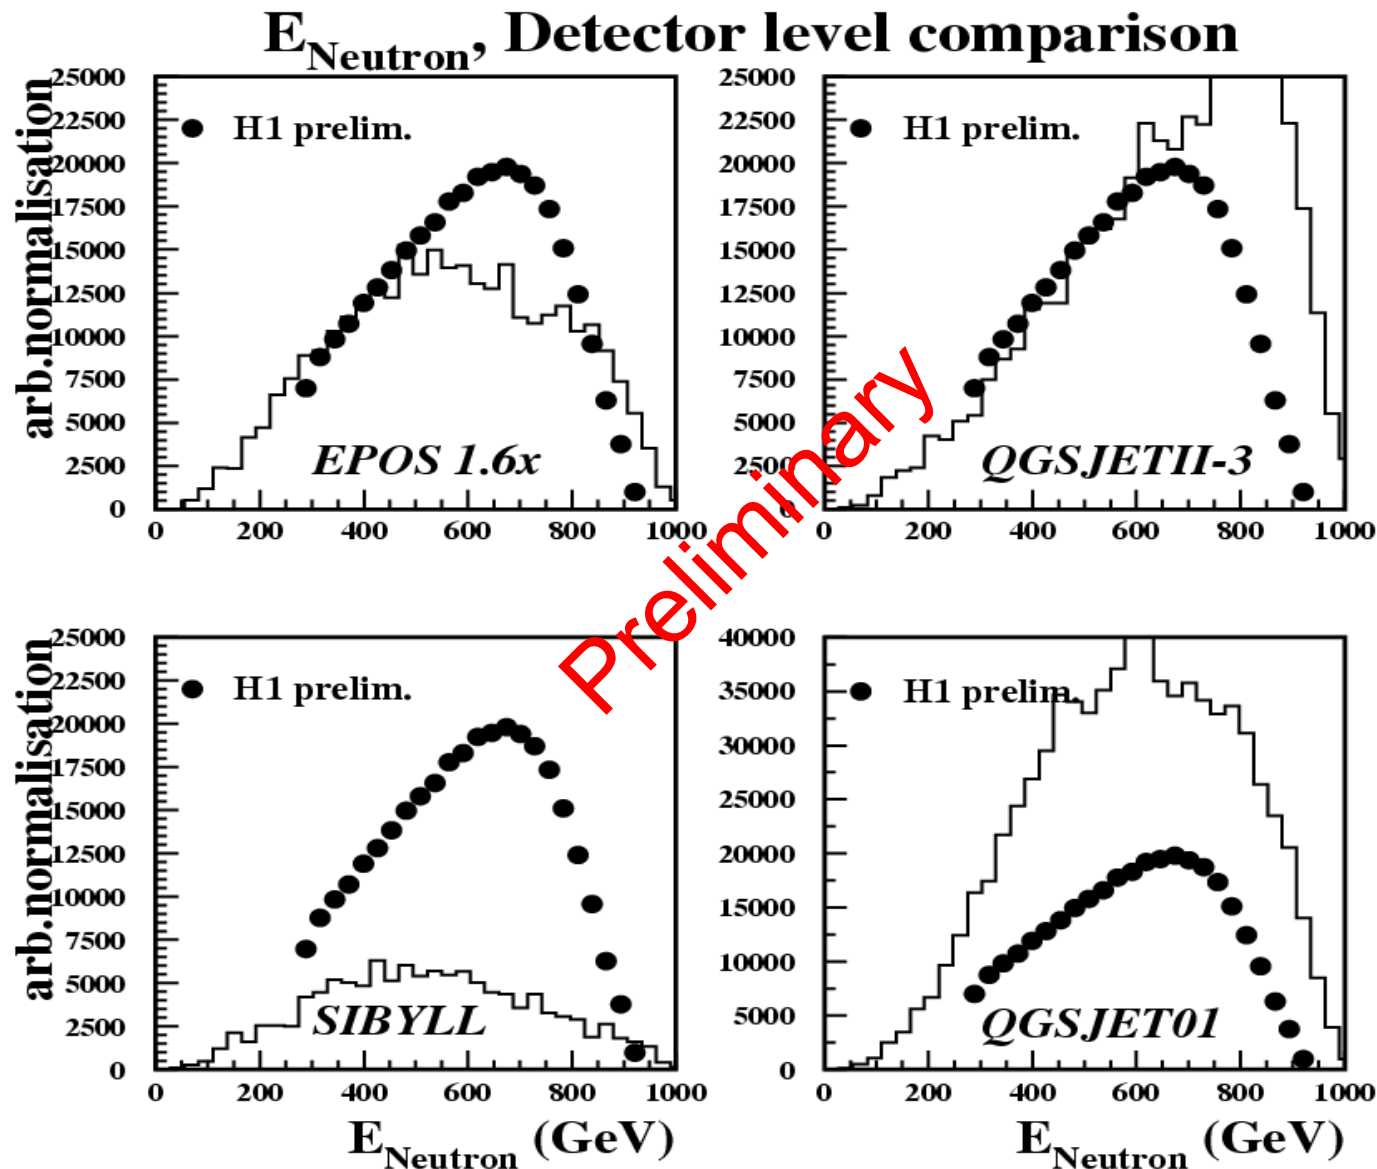 E_Neutron, Detector level comparison
arb.normalisation
25000
22500
20000
17500
15000
12500
10000
7500
5000
2500
0
H1 prelim.
EPOS 1.6x
0 200 400 600 800 1000
25000
22500
20000
17500
15000
12500
10000
7500
5000
2500
0
H1 prelim.
QGSJETII-3
0 200 400 600 800 1000
Preliminary
arb.normalisation
25000
22500
20000
17500
15000
12500
10000
7500
5000
2500
0
H1 prelim.
SIBYLL
0 200 400 600 800 1000
E_Neutron (GeV)
40000
35000
30000
25000
20000
15000
10000
5000
0
H1 prelim.
QGSJET01
0 200 400 600 800 1000
E_Neutron (GeV)